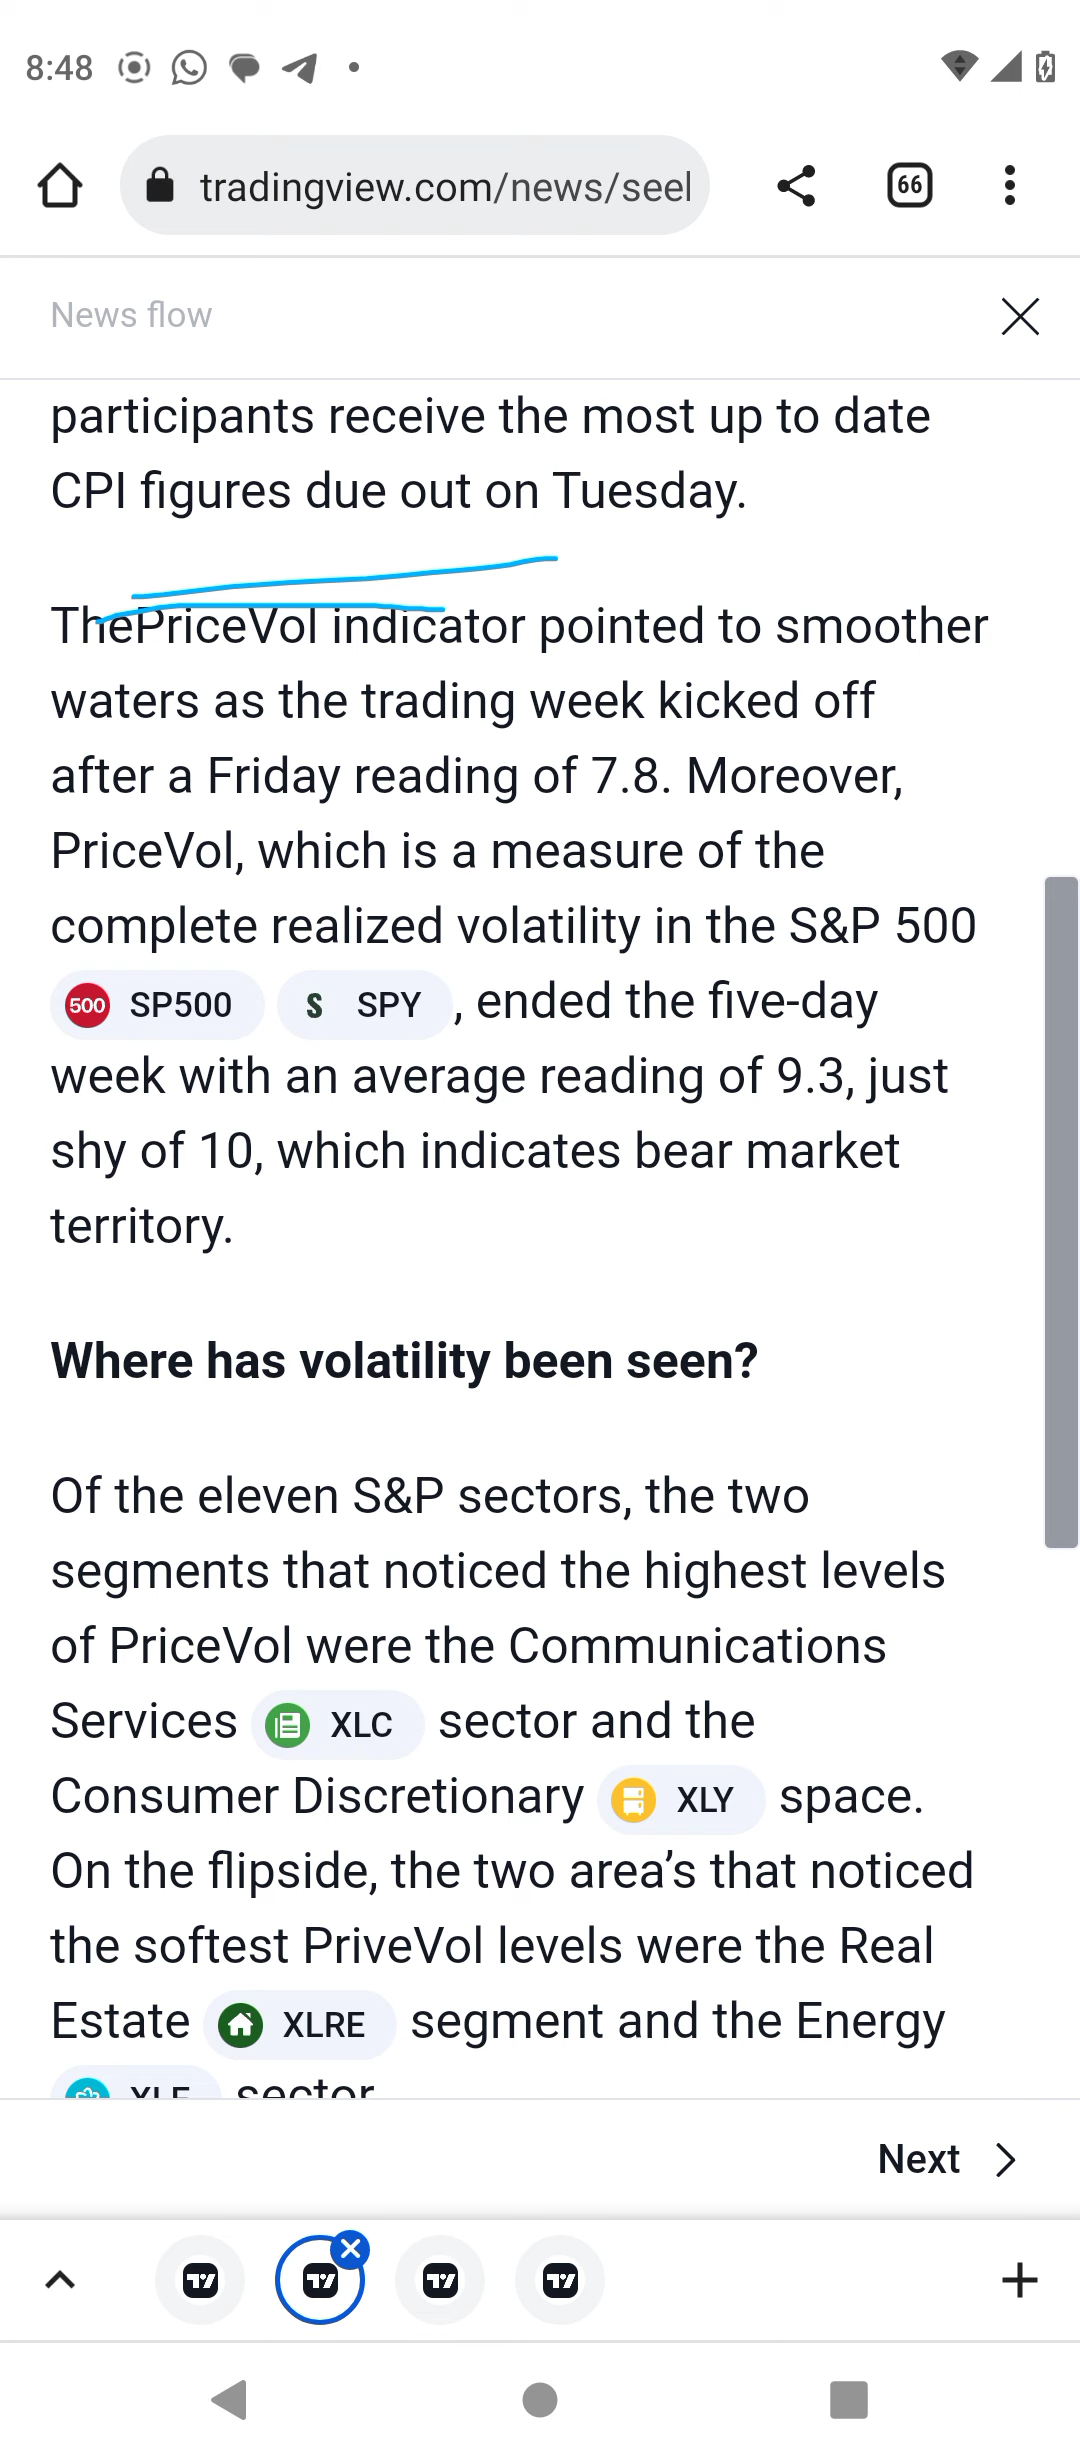 8:48
tradingview.com/news/seel
66
News flow
participants receive the most up to date
CPI figures due out on Tuesday.
ThePriceVol indicator pointed to smoother
waters as the trading week kicked off
after a Friday reading of 7.8. Moreover,
PriceVol, which is a measure of the
complete realized volatility in the S&P 500
500 SP500 S SPY, ended the five-day
week with an average reading of 9.3, just
shy of 10, which indicates bear market
territory.
Where has volatility been seen?
Of the eleven S&P sectors, the two
segments that noticed the highest levels
of PriceVol were the Communications
Services XLC sector and the
Consumer Discretionary XLY space.
On the flipside, the two area’s that noticed
the softest PriveVol levels were the Real
Estate XLRE segment and the Energy
XLE sector
Next